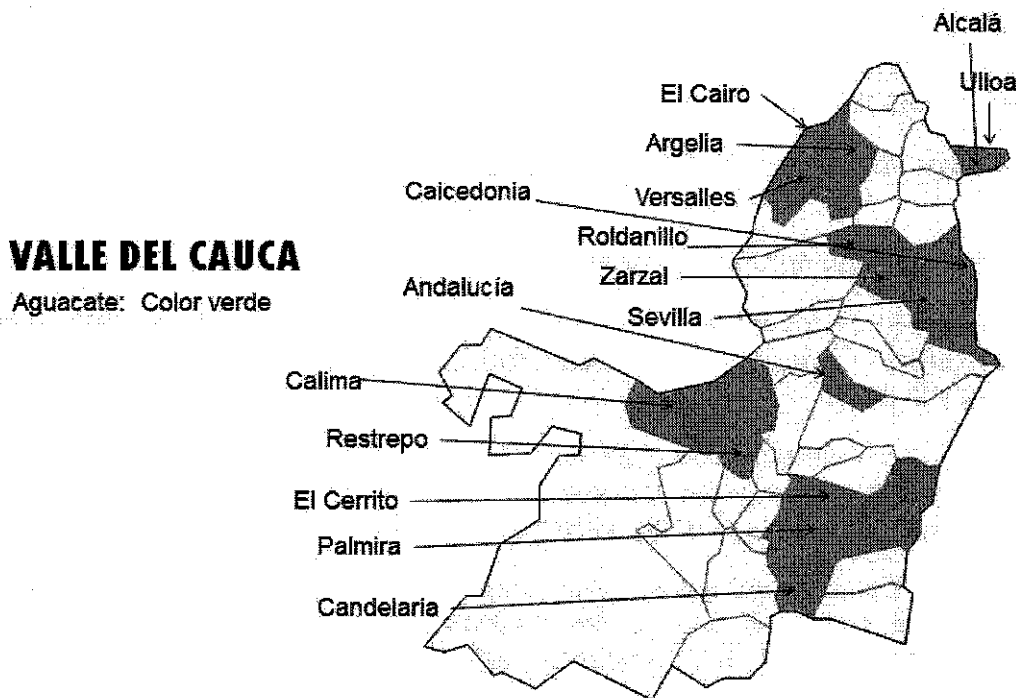 Alcalá
Ulloa
El Cairo
Argelia
Caicedonia
Versalles
Roldanillo
VALLE DEL CAUCA
Zarzal
Andalucía
Aguacate: Color verde
Sevilla
Calima
Restrepo
El Cerrito
Palmira
Candelaria